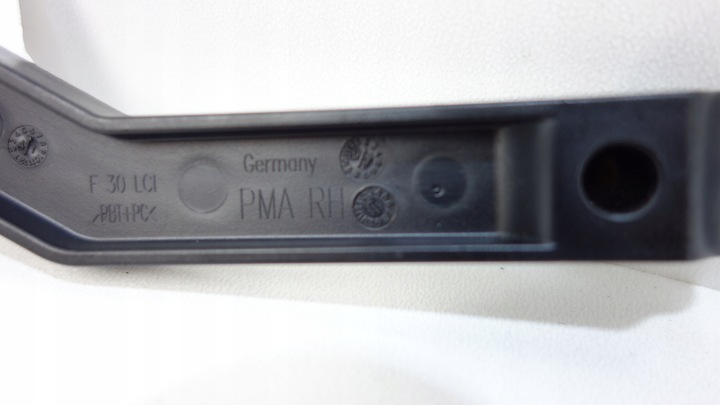 Germany
F 30 LCI
PMA RH
>PBT+PC<